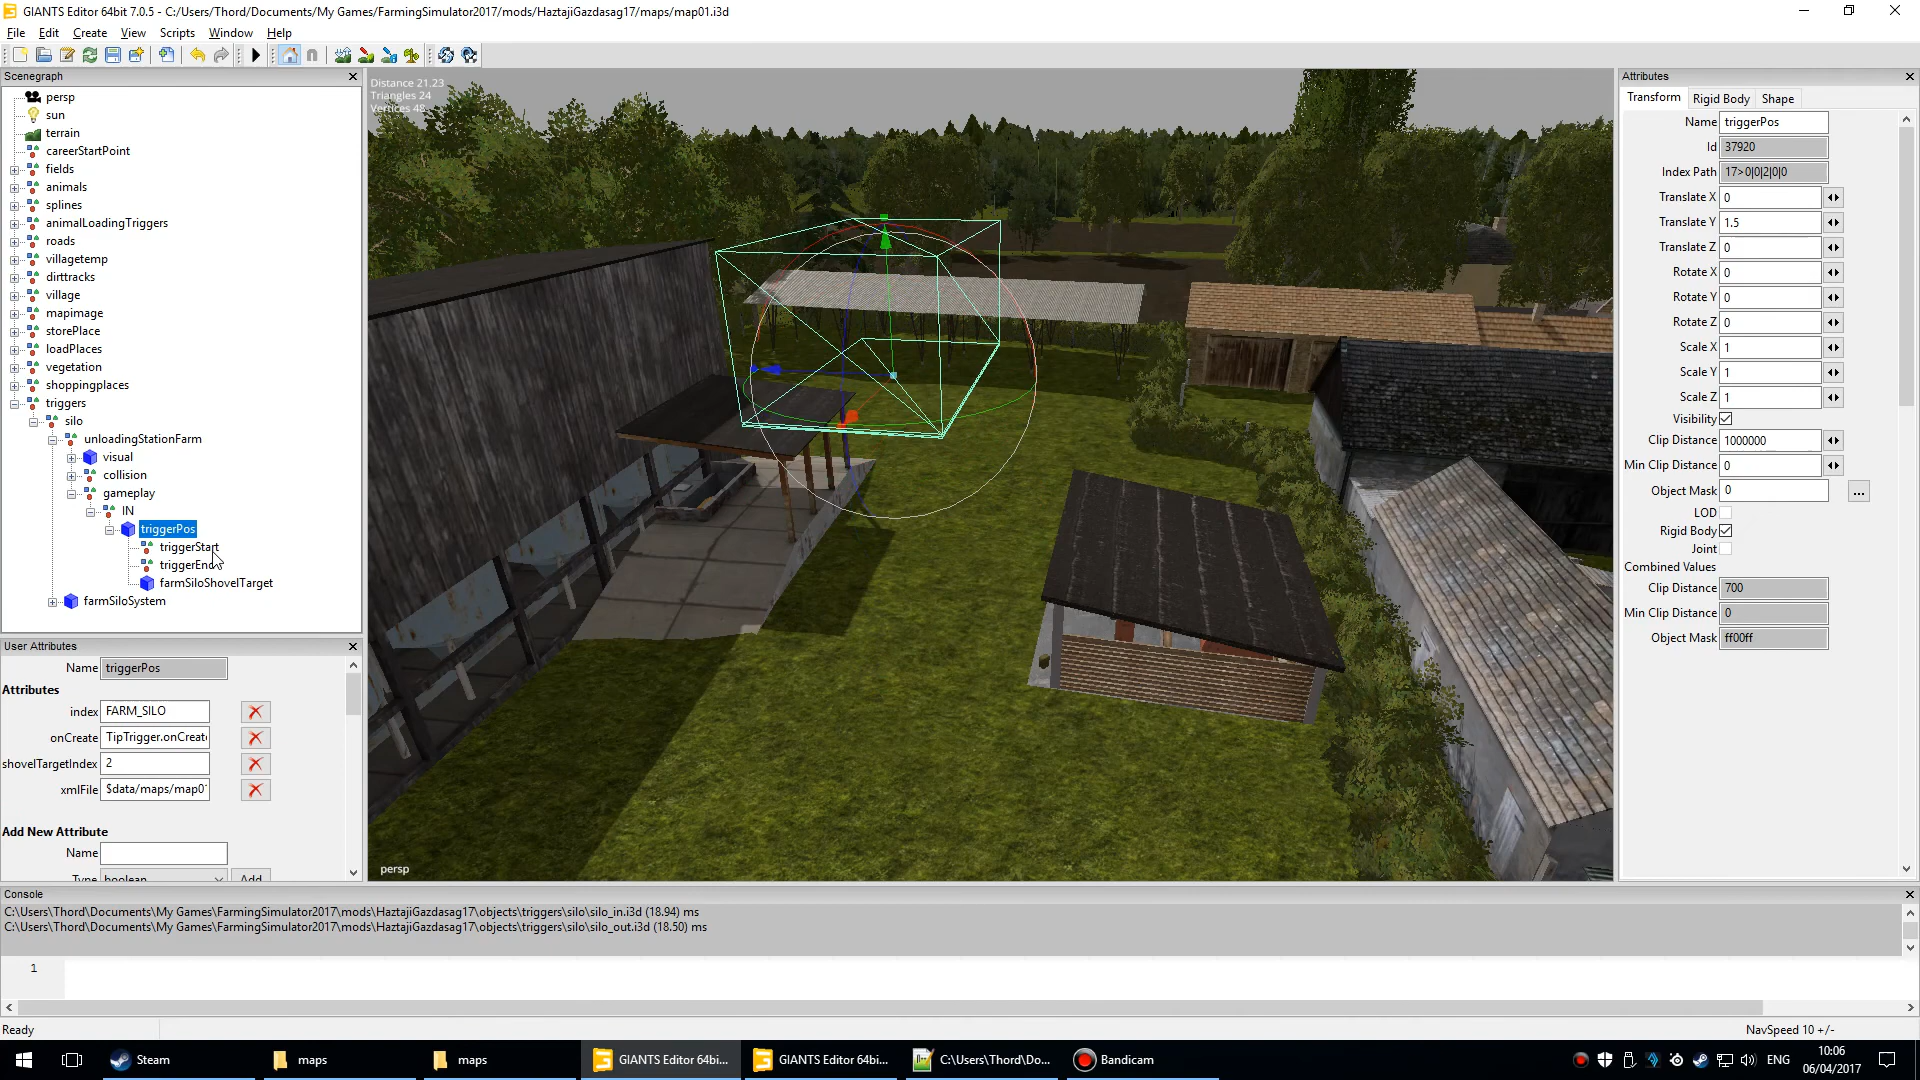 GIANTS Editor 64bit 7.0.5 - C:/Users/Thord/Documents/My Games/FarmingSimulator2017/mods/HaztajiGazdasag17/maps/map01.i3d
File Edit Create View Scripts Window Help
Scenegraph
persp
sun
terrain
careerStartPoint
fields
animals
splines
animalLoadingTriggers
roads
villagetemp
dirttracks
village
mapimage
storePlace
loadPlaces
vegetation
shoppingplaces
triggers
silo
unloadingStationFarm
visual
collision
gameplay
IN
triggerPos
triggerStart
triggerEnd
farmSiloShovelTarget
farmSiloSystem
User Attributes
Name triggerPos
Attributes
index FARM_SILO
onCreate TipTrigger.onCreate
shovelTargetIndex 2
xmlFile $data/maps/map0
Add New Attribute
Name
Type boolean Add
Distance 21.23
Triangles 24
Vertices 48
persp
Attributes
Transform Rigid Body Shape
Name triggerPos
Id 37920
Index Path 17>0|0|2|0|0
Translate X 0
Translate Y 1.5
Translate Z 0
Rotate X 0
Rotate Y 0
Rotate Z 0
Scale X 1
Scale Y 1
Scale Z 1
Visibility
Clip Distance 1000000
Min Clip Distance 0
Object Mask 0 ...
LOD
Rigid Body
Joint
Combined Values
Clip Distance 700
Min Clip Distance 0
Object Mask ff00ff
Console
C:\Users\Thord\Documents\My Games\FarmingSimulator2017\mods\HaztajiGazdasag17\objects\triggers\silo\silo_in.i3d (18.94) ms
C:\Users\Thord\Documents\My Games\FarmingSimulator2017\mods\HaztajiGazdasag17\objects\triggers\silo\silo_out.i3d (18.50) ms
1
Ready
NavSpeed 10 +/-
Steam maps maps GIANTS Editor 64bi... GIANTS Editor 64bi... C:\Users\Thord\Do... Bandicam ENG
10:06
06/04/2017